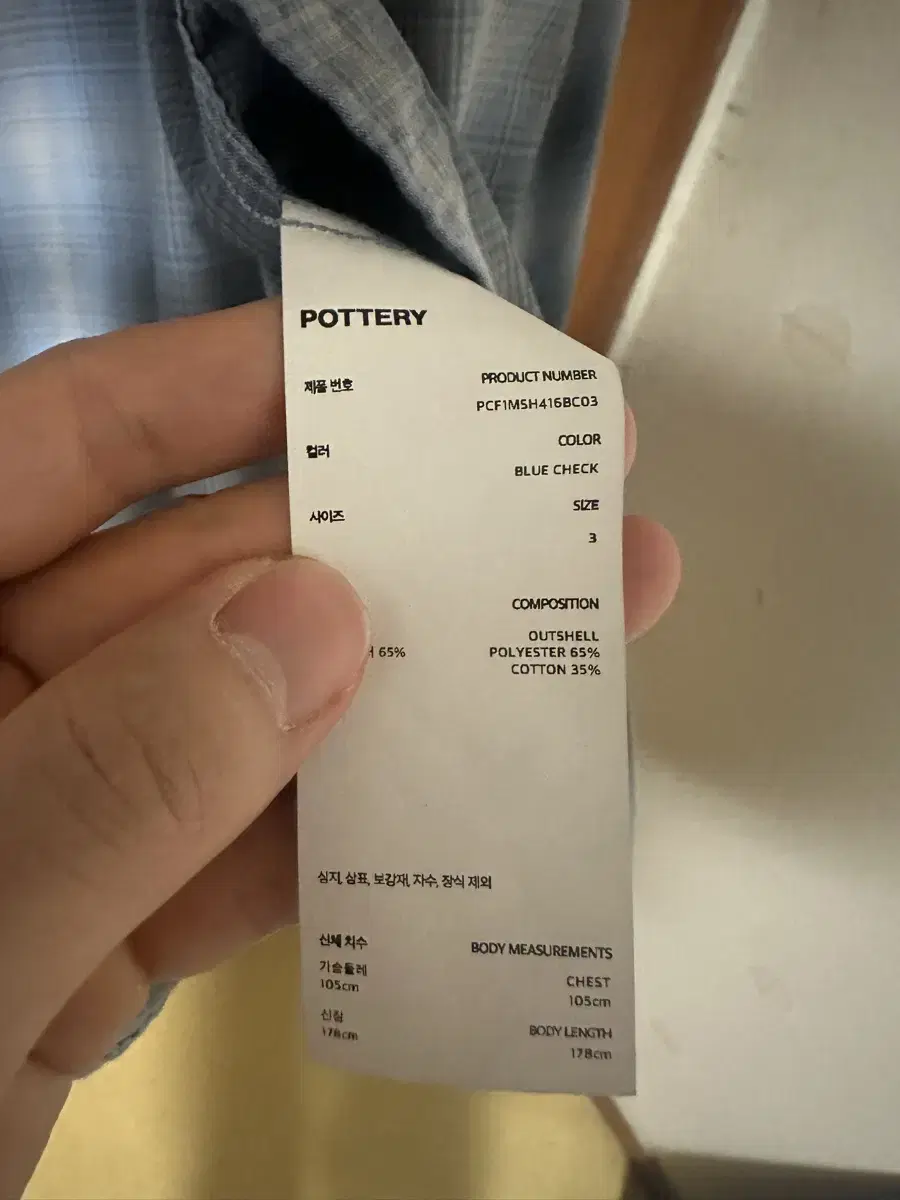 POTTERY
제품 번호 PRODUCT NUMBER
PCF1MSH416BC03
컬러 COLOR
BLUE CHECK
사이즈 SIZE
3
COMPOSITION
OUTSHELL
65% POLYESTER 65%
COTTON 35%
심지, 삼표, 보강재, 자수, 장식 제외
신체 치수 BODY MEASUREMENTS
가슴둘레 CHEST
105cm 105cm
신장 BODY LENGTH
178cm 178cm